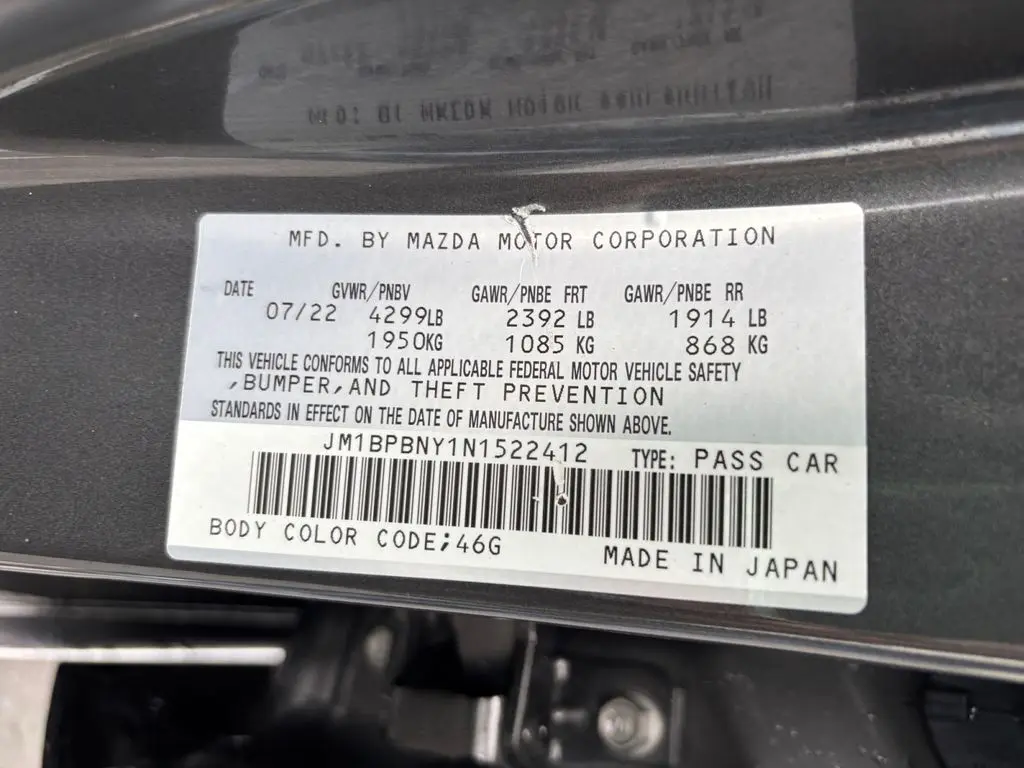 MFD. BY MAZDA MOTOR CORPORATION
DATE GVWR/PNBV GAWR/PNBE FRT GAWR/PNBE RR
07/22 4299LB 2392 LB 1914 LB
1950KG 1085 KG 868 KG
THIS VEHICLE CONFORMS TO ALL APPLICABLE FEDERAL MOTOR VEHICLE SAFETY
,BUMPER,AND THEFT PREVENTION
STANDARDS IN EFFECT ON THE DATE OF MANUFACTURE SHOWN ABOVE.
JM1BPBNY1N1522412 TYPE: PASS CAR
BODY COLOR CODE;46G MADE IN JAPAN